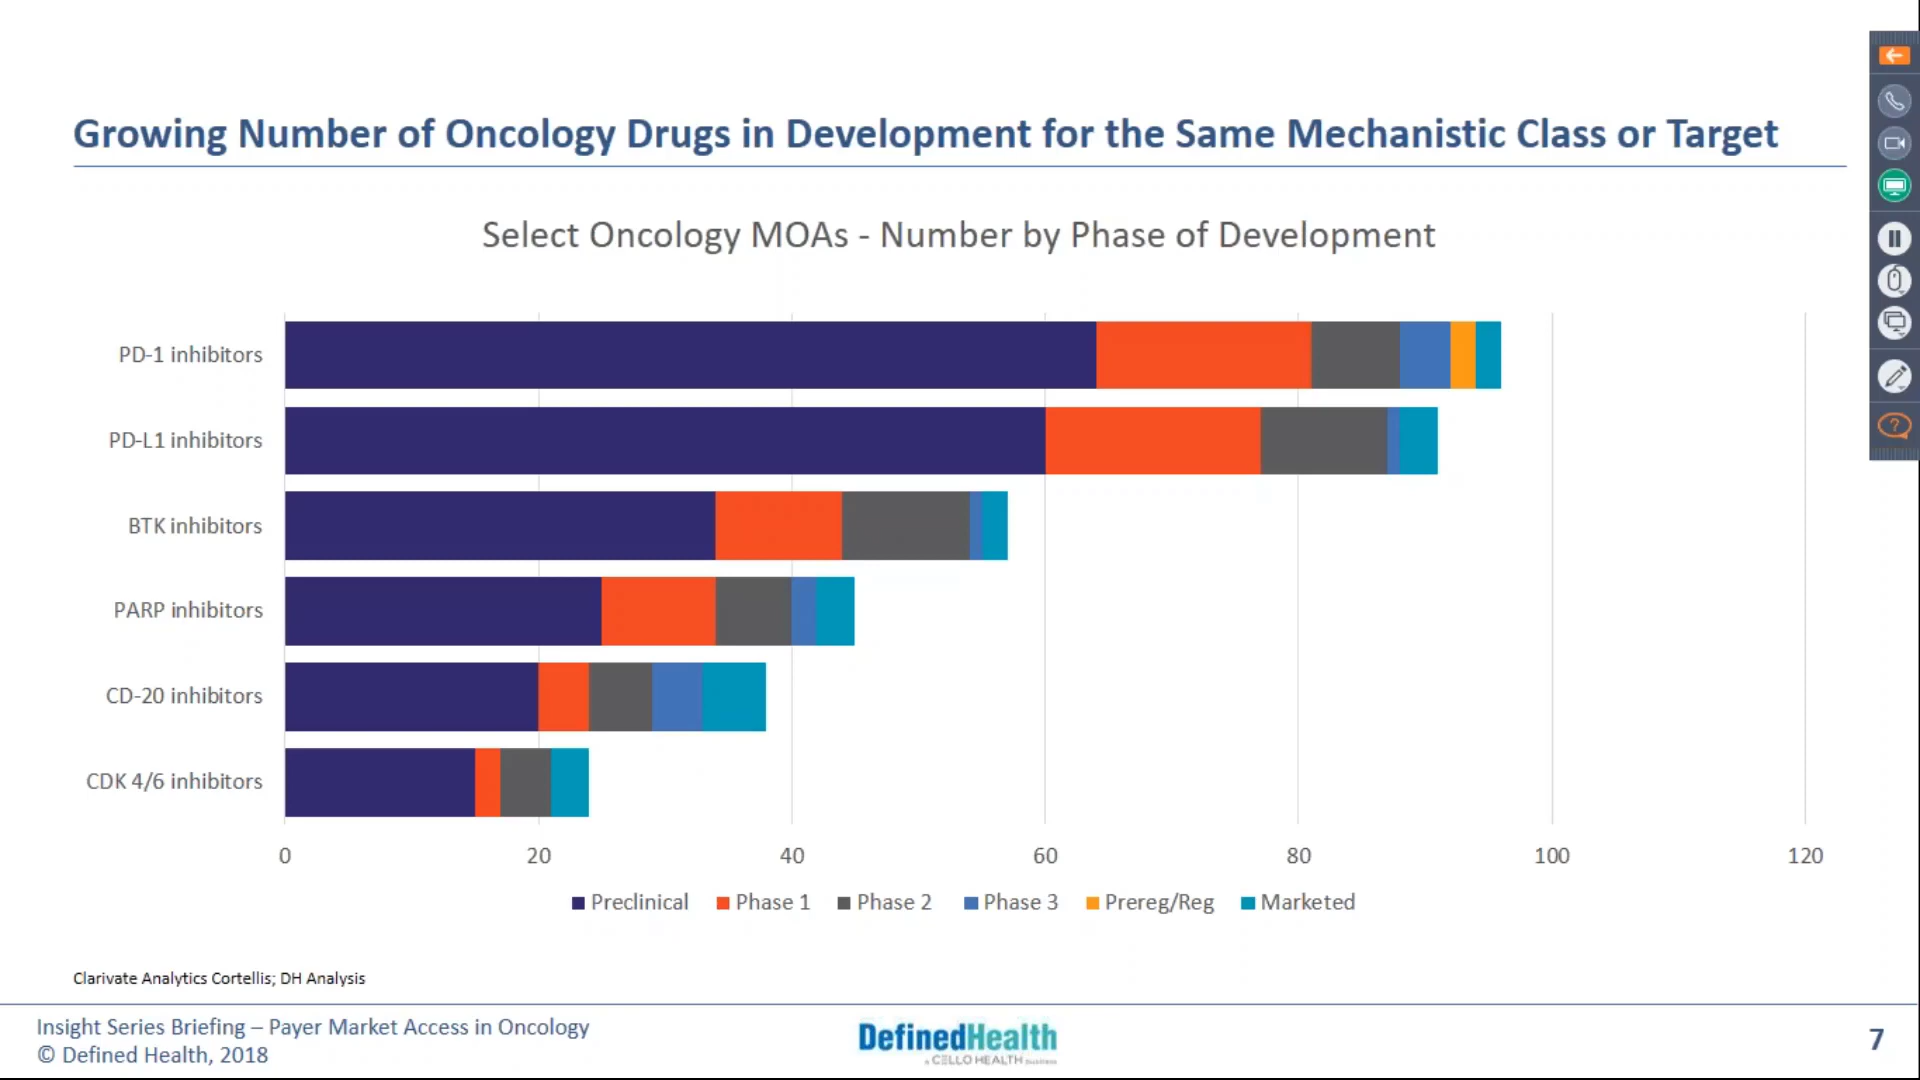 Growing Number of Oncology Drugs in Development for the Same Mechanistic Class or Target
Select Oncology MOAs - Number by Phase of Development
PD-1 inhibitors
PD-L1 inhibitors
BTK inhibitors
PARP inhibitors
CD-20 inhibitors
CDK 4/6 inhibitors
0 20 40 60 80 100 120
Preclinical Phase 1 Phase 2 Phase 3 Prereg/Reg Marketed
Clarivate Analytics Cortellis; DH Analysis
Insight Series Briefing – Payer Market Access in Oncology
© Defined Health, 2018
DefinedHealth
a CELLO HEALTH business
7
?